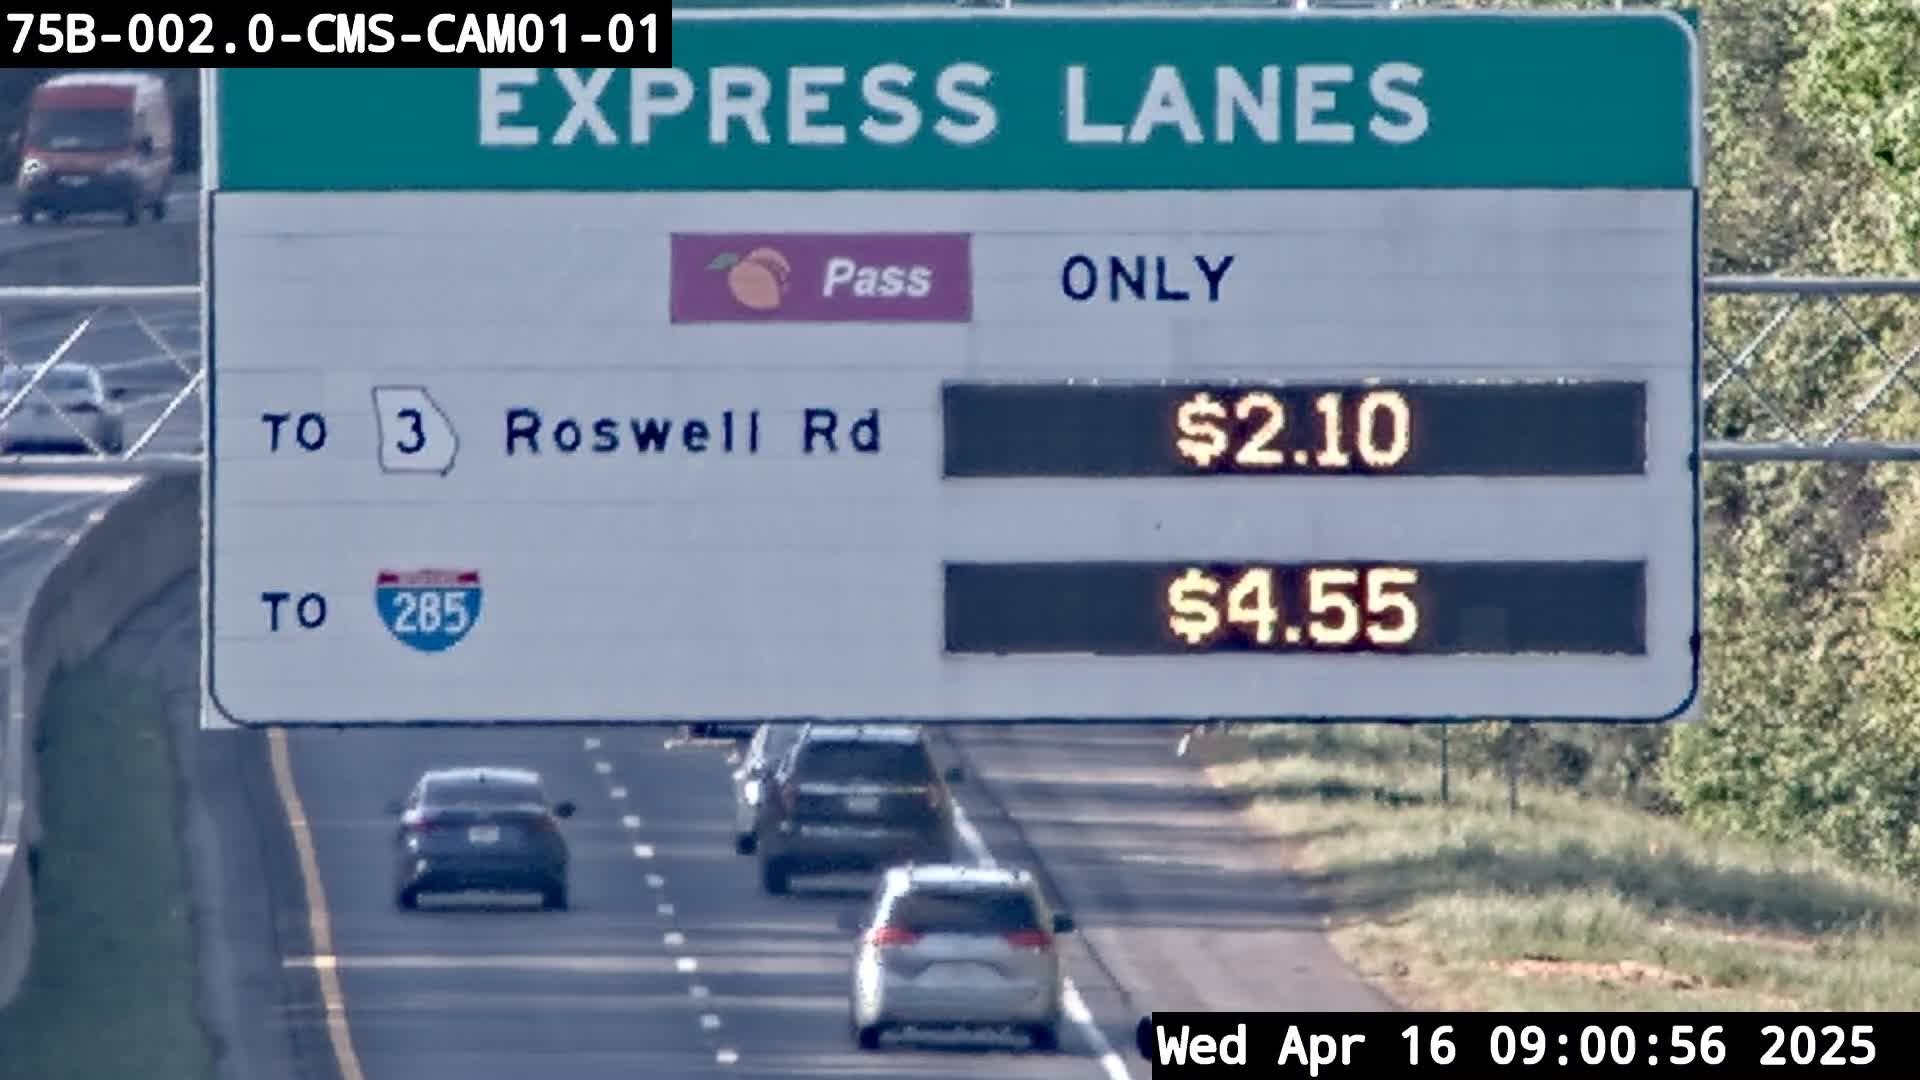 75B-002.0-CMS-CAM01-01
EXPRESS LANES
Pass ONLY
TO 3 Roswell Rd $2.10
TO 285 $4.55
Wed Apr 16 09:00:56 2025